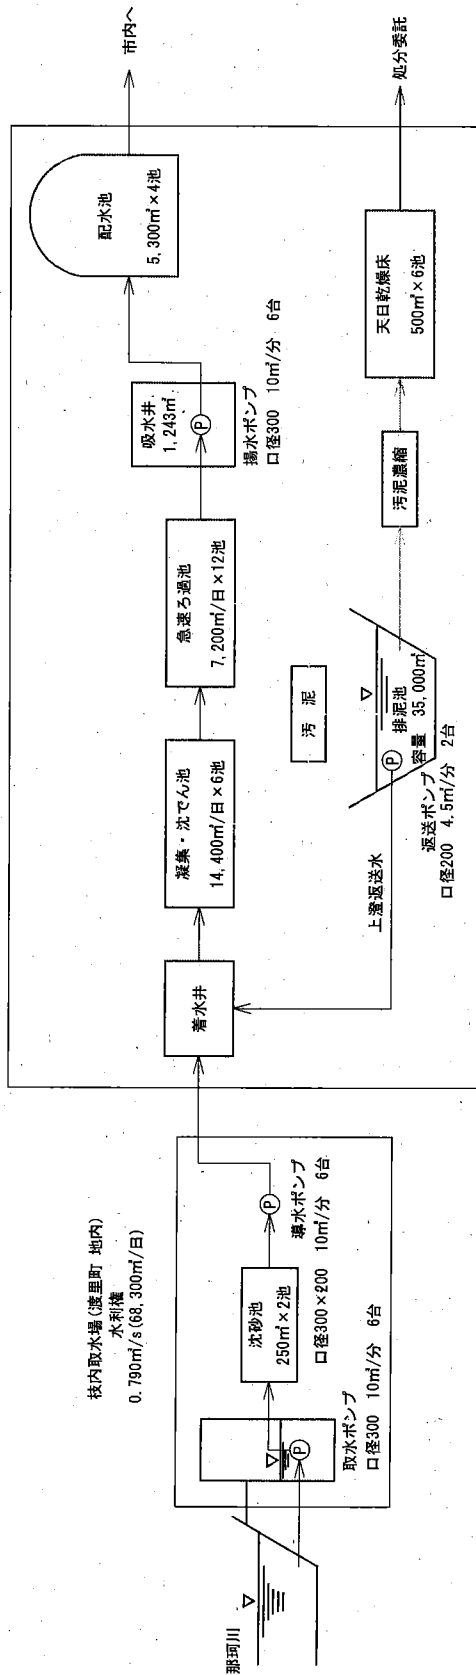 那珂川
枝内取水場(渡里町 地内)
水利権
0.790㎥/s(68,300㎥/日)
P
取水ポンプ
口径300 10㎥/分 6台
沈砂池
250㎥×2池
P
導水ポンプ
口径300×200 10㎥/分 6台
着水井
凝集・沈でん池
14,400㎥/日×6池
急速ろ過池
7,200㎥/日×12池
吸水井
1,243㎥
P
揚水ポンプ
口径300 10㎥/分 6台
配水池
5,300㎥×4池
市内へ
上澄返送水
汚泥
P
排泥池
容量 35,000㎥
返送ポンプ
口径200 4.5㎥/分 2台
汚泥濃縮
天日乾燥床
500㎡×6池
処分委託